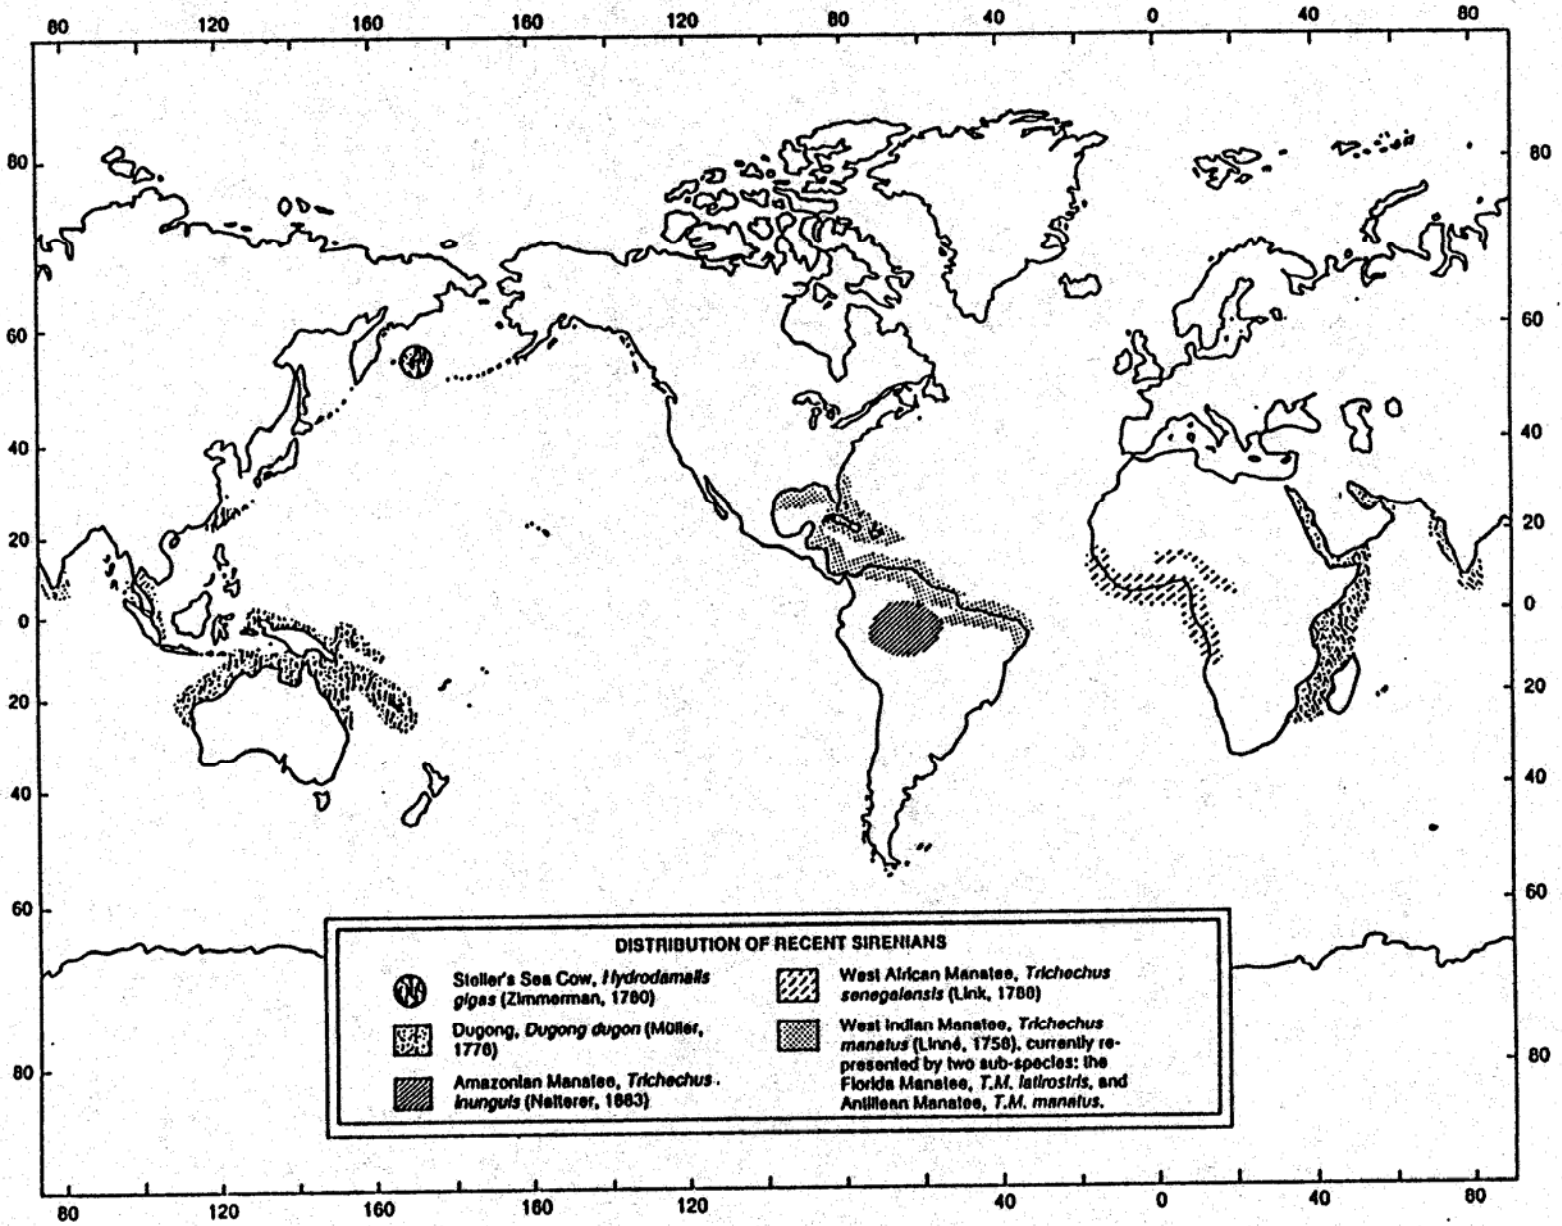 80 120 160 160 120 80 40 0 40 80
80 80
60 60
40 40
20 20
0 0
20 20
40 40
60 60
80 80
DISTRIBUTION OF RECENT SIRENIANS
Steller's Sea Cow, Hydrodamalis
gigas (Zimmerman, 1780)
Dugong, Dugong dugon (Müller,
1776)
Amazonian Manatee, Trichechus
inunguis (Natterer, 1883)
West African Manatee, Trichechus
senegalensis (Link, 1788)
West Indian Manatee, Trichechus
manatus (Linné, 1758), currently re-
presented by two sub-species: the
Florida Manatee, T.M. latirostris, and
Antillean Manatee, T.M. manatus.
80 120 160 160 120 40 0 40 80